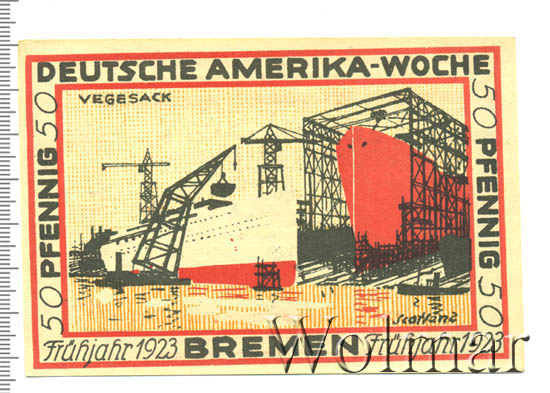 DEUTSCHE AMERIKA-WOCHE
VEGESACK
50 PFENNIG 50
50 PFENNIG 50
Frühjahr 1923 BREMEN Frühjahr 1923
Wolmar